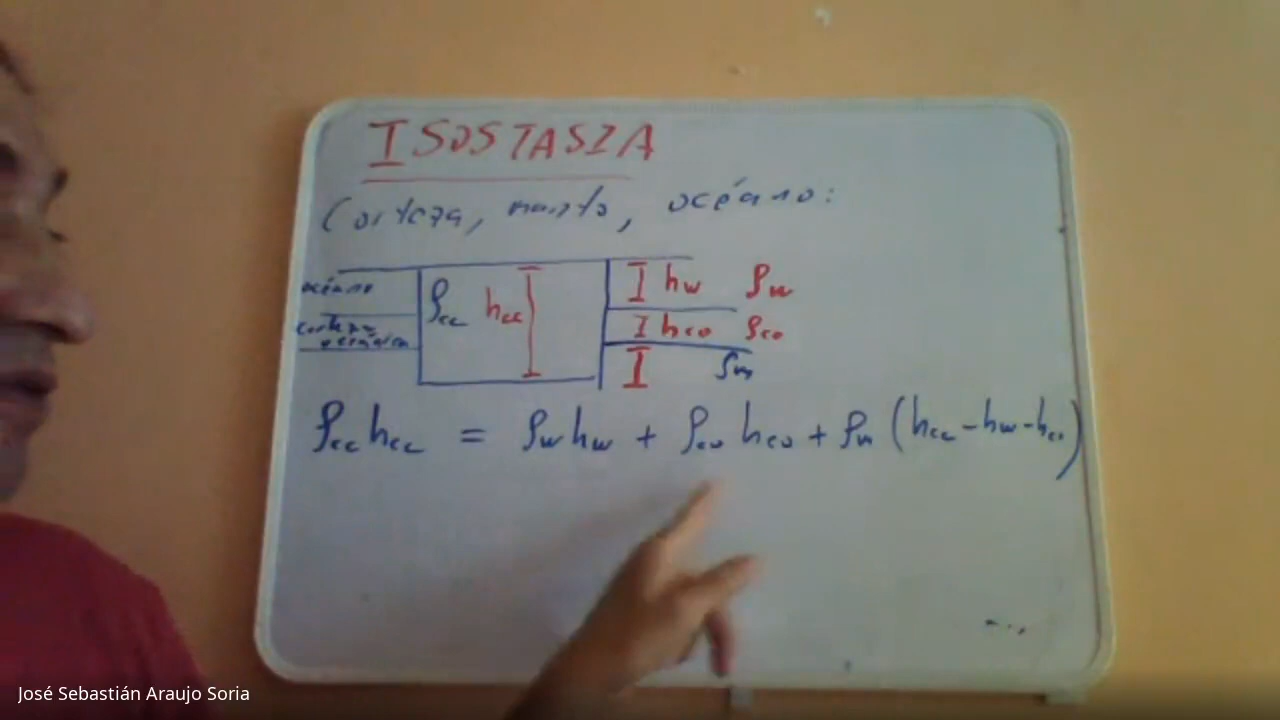 ISOSTASIA
Corteza, manto, océano:
océano
corteza
oceánica
ρcc hcc
I hw ρw
I hco ρco
I ρm
ρcc hcc = ρw hw + ρco hco + ρm (hcc - hw - hco)
José Sebastián Araujo Soria